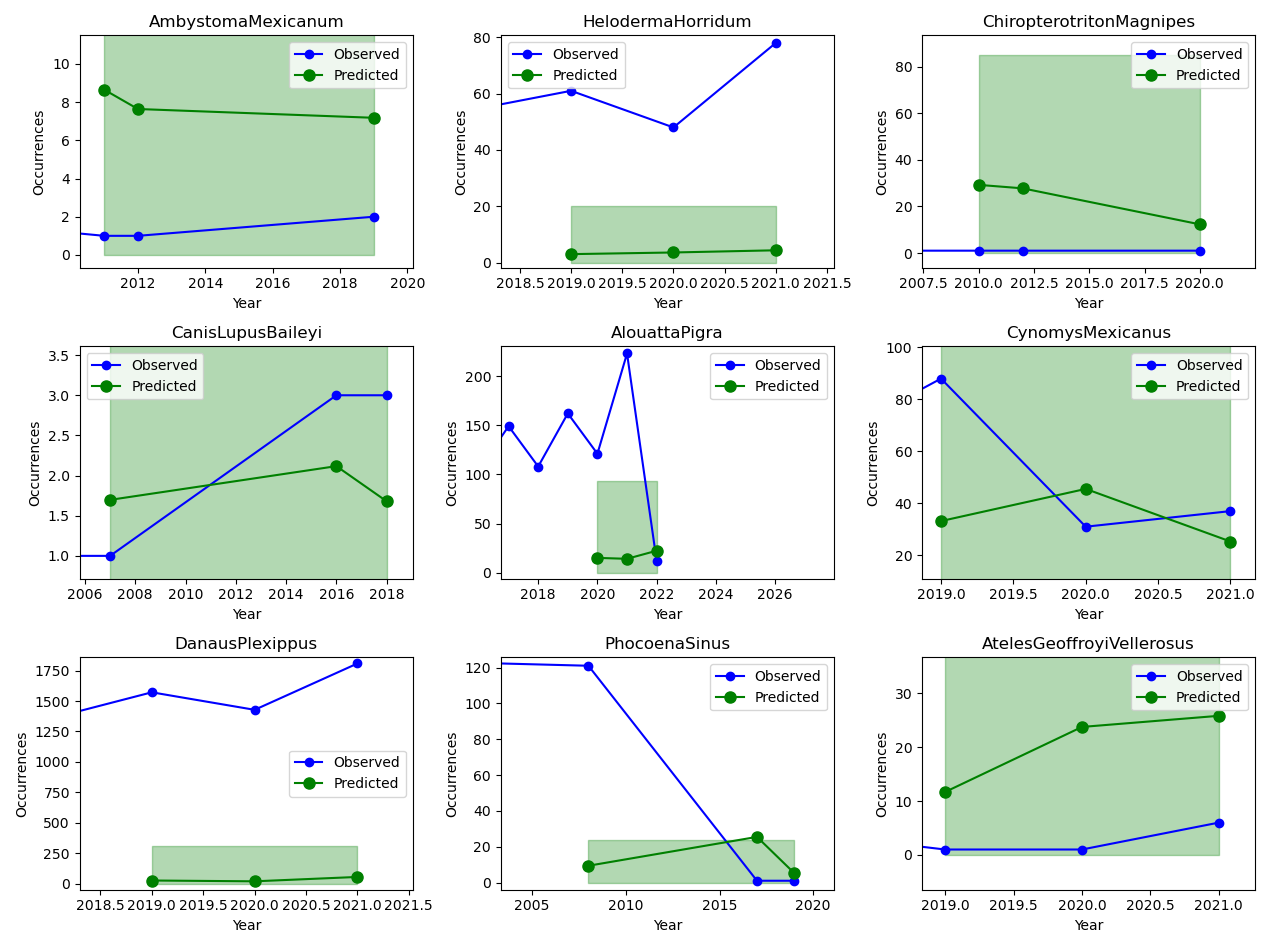 AmbystomaMexicanum
Occurrences
10
8
6
4
2
0
Observed
Predicted
2012 2014 2016 2018 2020
Year
HelodermaHorridum
Occurrences
80
60
40
20
0
Observed
Predicted
2018.5 2019.0 2019.5 2020.0 2020.5 2021.0 2021.5
Year
ChiropterotritonMagnipes
Occurrences
80
60
40
20
0
Observed
Predicted
2007.5 2010.0 2012.5 2015.0 2017.5 2020.0
Year
CanisLupusBaileyi
Occurrences
3.5
3.0
2.5
2.0
1.5
1.0
Observed
Predicted
2006 2008 2010 2012 2014 2016 2018
Year
AlouattaPigra
Occurrences
200
150
100
50
0
Observed
Predicted
2018 2020 2022 2024 2026
Year
CynomysMexicanus
Occurrences
100
80
60
40
20
Observed
Predicted
2019.0 2019.5 2020.0 2020.5 2021.0
Year
DanausPlexippus
Occurrences
1750
1500
1250
1000
750
500
250
0
Observed
Predicted
2018.5 2019.0 2019.5 2020.0 2020.5 2021.0 2021.5
Year
PhocoenaSinus
Occurrences
120
100
80
60
40
20
0
Observed
Predicted
2005 2010 2015 2020
Year
AtelesGeoffroyiVellerosus
Occurrences
30
20
10
0
Observed
Predicted
2019.0 2019.5 2020.0 2020.5 2021.0
Year